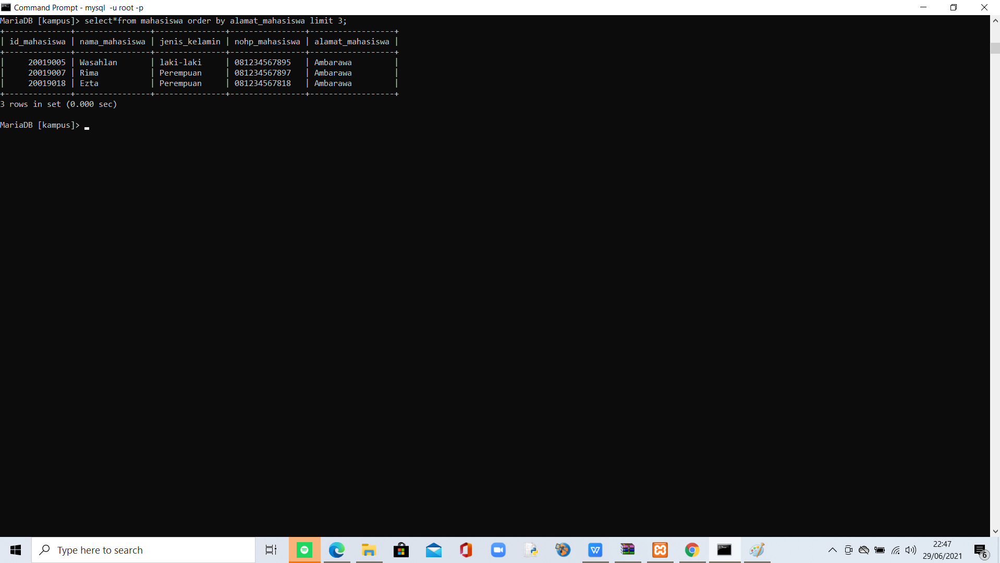 Command Prompt - mysql  -u root -p
MariaDB [kampus]> select*from mahasiswa order by alamat_mahasiswa limit 3;
+--------------+----------------+---------------+----------------+------------------+
| id_mahasiswa | nama_mahasiswa | jenis_kelamin | nohp_mahasiswa | alamat_mahasiswa |
+--------------+----------------+---------------+----------------+------------------+
|     20019005 | Wasahlan       | laki-laki     | 081234567895   | Ambarawa         |
|     20019007 | Rima           | Perempuan     | 081234567897   | Ambarawa         |
|     20019018 | Ezta           | Perempuan     | 081234567818   | Ambarawa         |
+--------------+----------------+---------------+----------------+------------------+
3 rows in set (0.000 sec)
MariaDB [kampus]>
Type here to search
22:47
29/06/2021
6